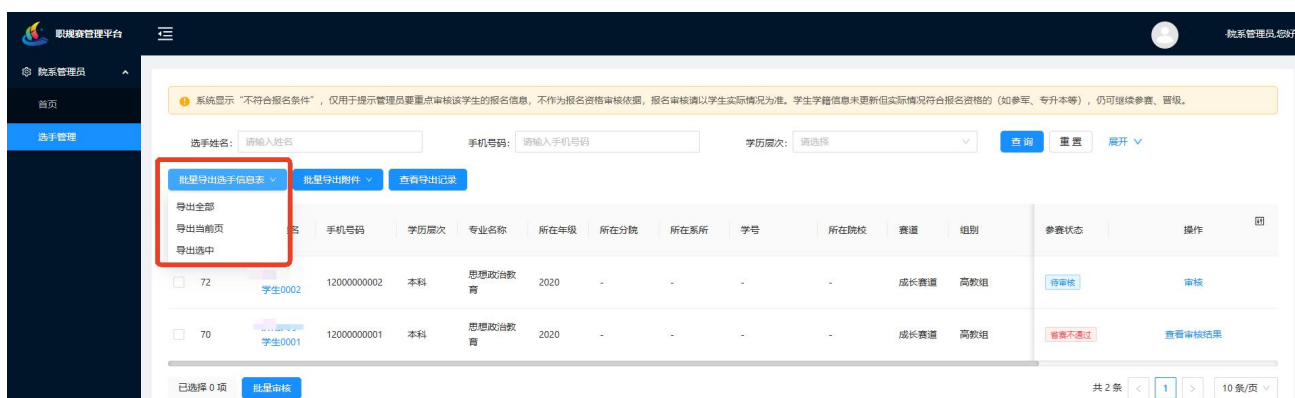 职规赛管理平台
院系管理员,您好
院系管理员
首页
选手管理
系统显示“不符合报名条件”，仅用于提示管理员要重点审核该学生的报名信息，不作为报名资格审核依据，报名审核请以学生实际情况为准。学生学籍信息未更新但实际情况符合报名资格的（如参军、专升本等），仍可继续参赛、晋级。
选手姓名: 请输入姓名 手机号码: 请输入手机号码 学历层次: 请选择 查询 重置 展开
批量导出选手信息表 批量导出附件 查看导出记录
导出全部
导出当前页
导出选中
名 手机号码 学历层次 专业名称 所在年级 所在分院 所在系所 学号 所在院校 赛道 组别 参赛状态 操作
72 学生0002 12000000002 本科 思想政治教育 2020 - - - - 成长赛道 高教组 待审核 审核
70 学生0001 12000000001 本科 思想政治教育 2020 - - - - 成长赛道 高教组 省赛不通过 查看审核结果
已选择 0 项 批量审核 共 2 条 < 1 > 10 条/页